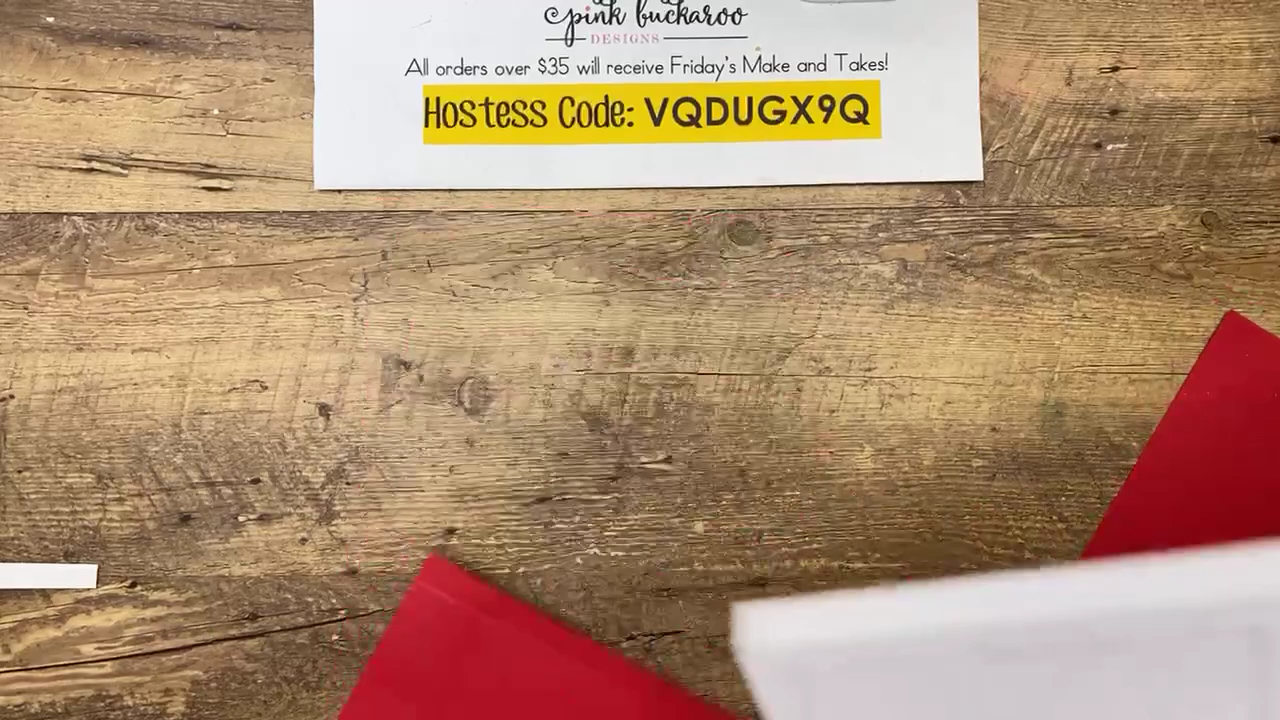 pink buckaroo
DESIGNS
All orders over $35 will receive Friday's Make and Takes!
Hostess Code: VQDUGX9Q